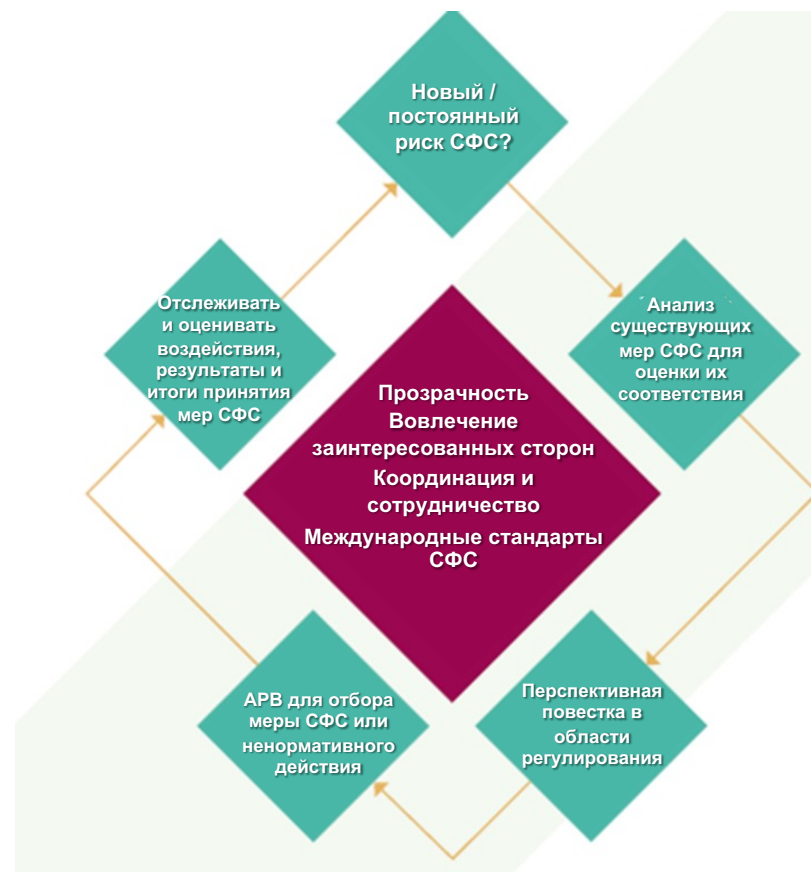 Новый /
постоянный
риск СФС?
Анализ
существующих
мер СФС для
оценки их
соответствия
Перспективная
повестка в
области
регулирования
АРВ для отбора
меры СФС или
ненормативного
действия
Отслеживать
и оценивать
воздействия,
результаты и
итоги принятия
мер СФС
Прозрачность
Вовлечение
заинтересованных сторон
Координация и
сотрудничество
Международные стандарты
СФС